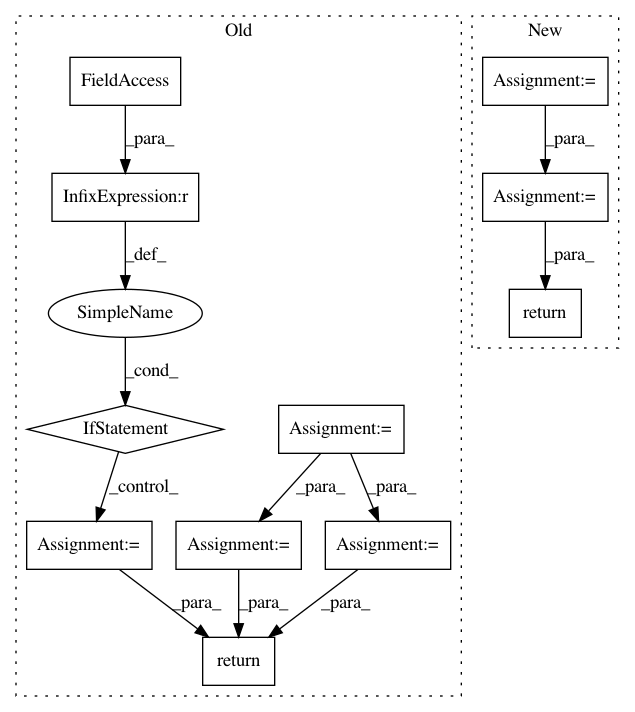 Old
New
FieldAccess
Assignment:=
_para_
_para_
InfixExpression:r
Assignment:=
_def_
_para_
SimpleName
return
_cond_
IfStatement
Assignment:=
_control_
_para_
_para_
Assignment:=
Assignment:=
Assignment:=
_para_
_para_
_para_
return